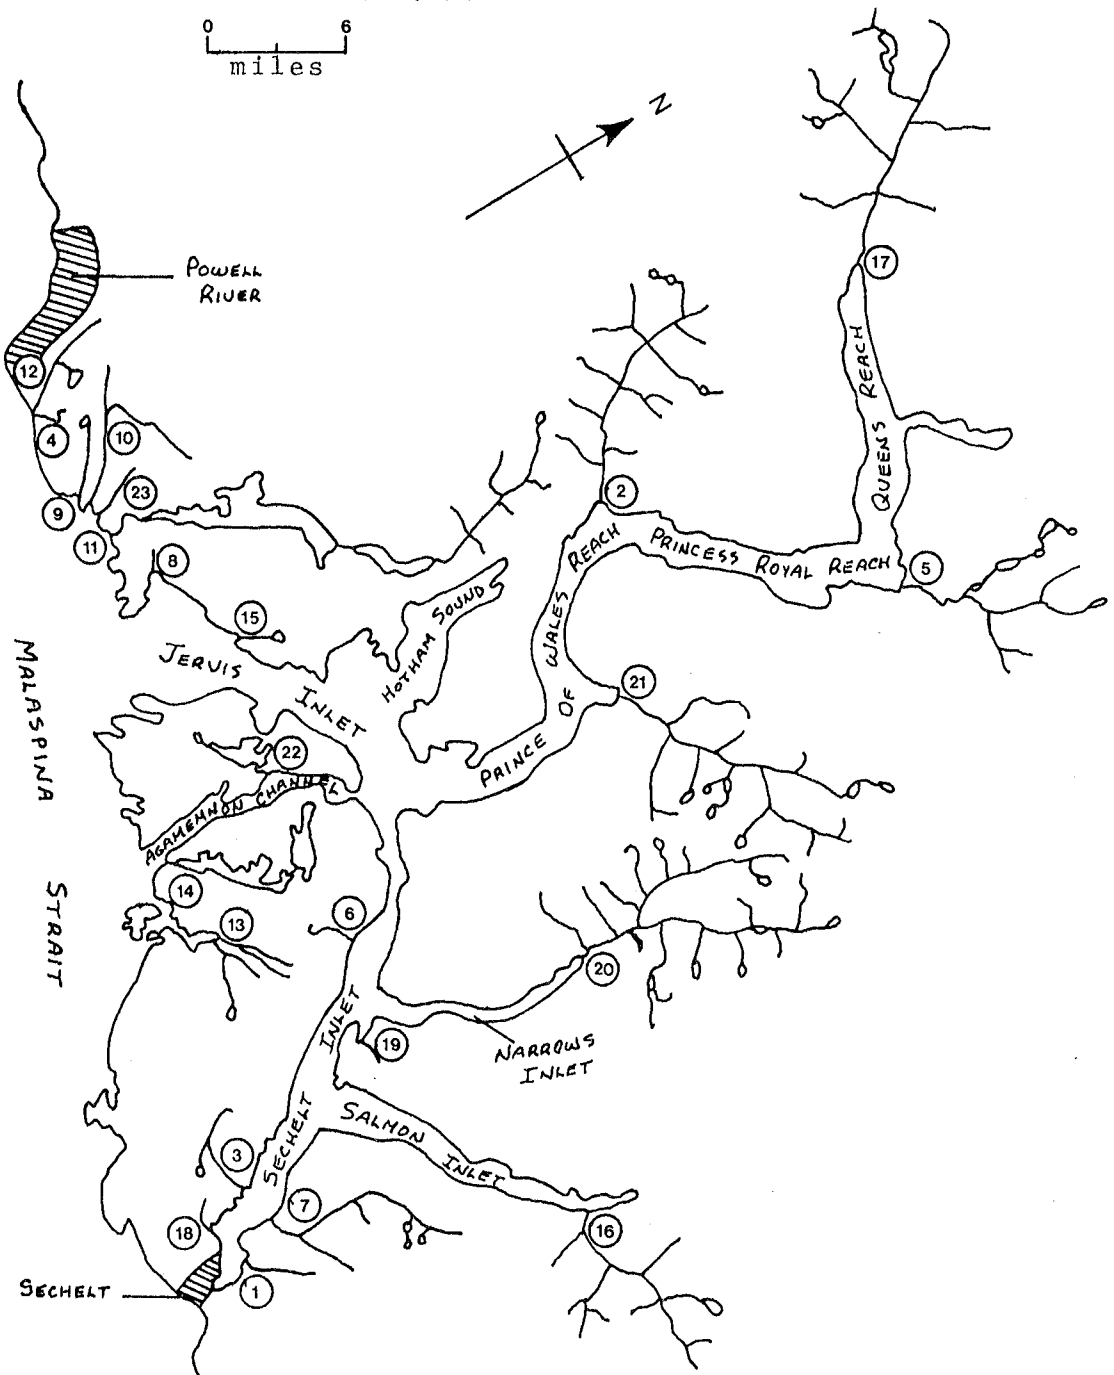 0 6
miles
N
POWELL
RIVER
17
12
QUEENS REACH
4
10
23
2
9
11
PRINCESS ROYAL REACH
8
5
HOTHAM SOUND
15
PRINCE OF WALES REACH
JERVIS
INLET
21
MALASPINA
STRAIT
22
AGAMEMNON CHANNEL
14
6
13
20
19
NARROWS
INLET
SECHELT INLET
SALMON INLET
3
7
18
16
SECHELT
1